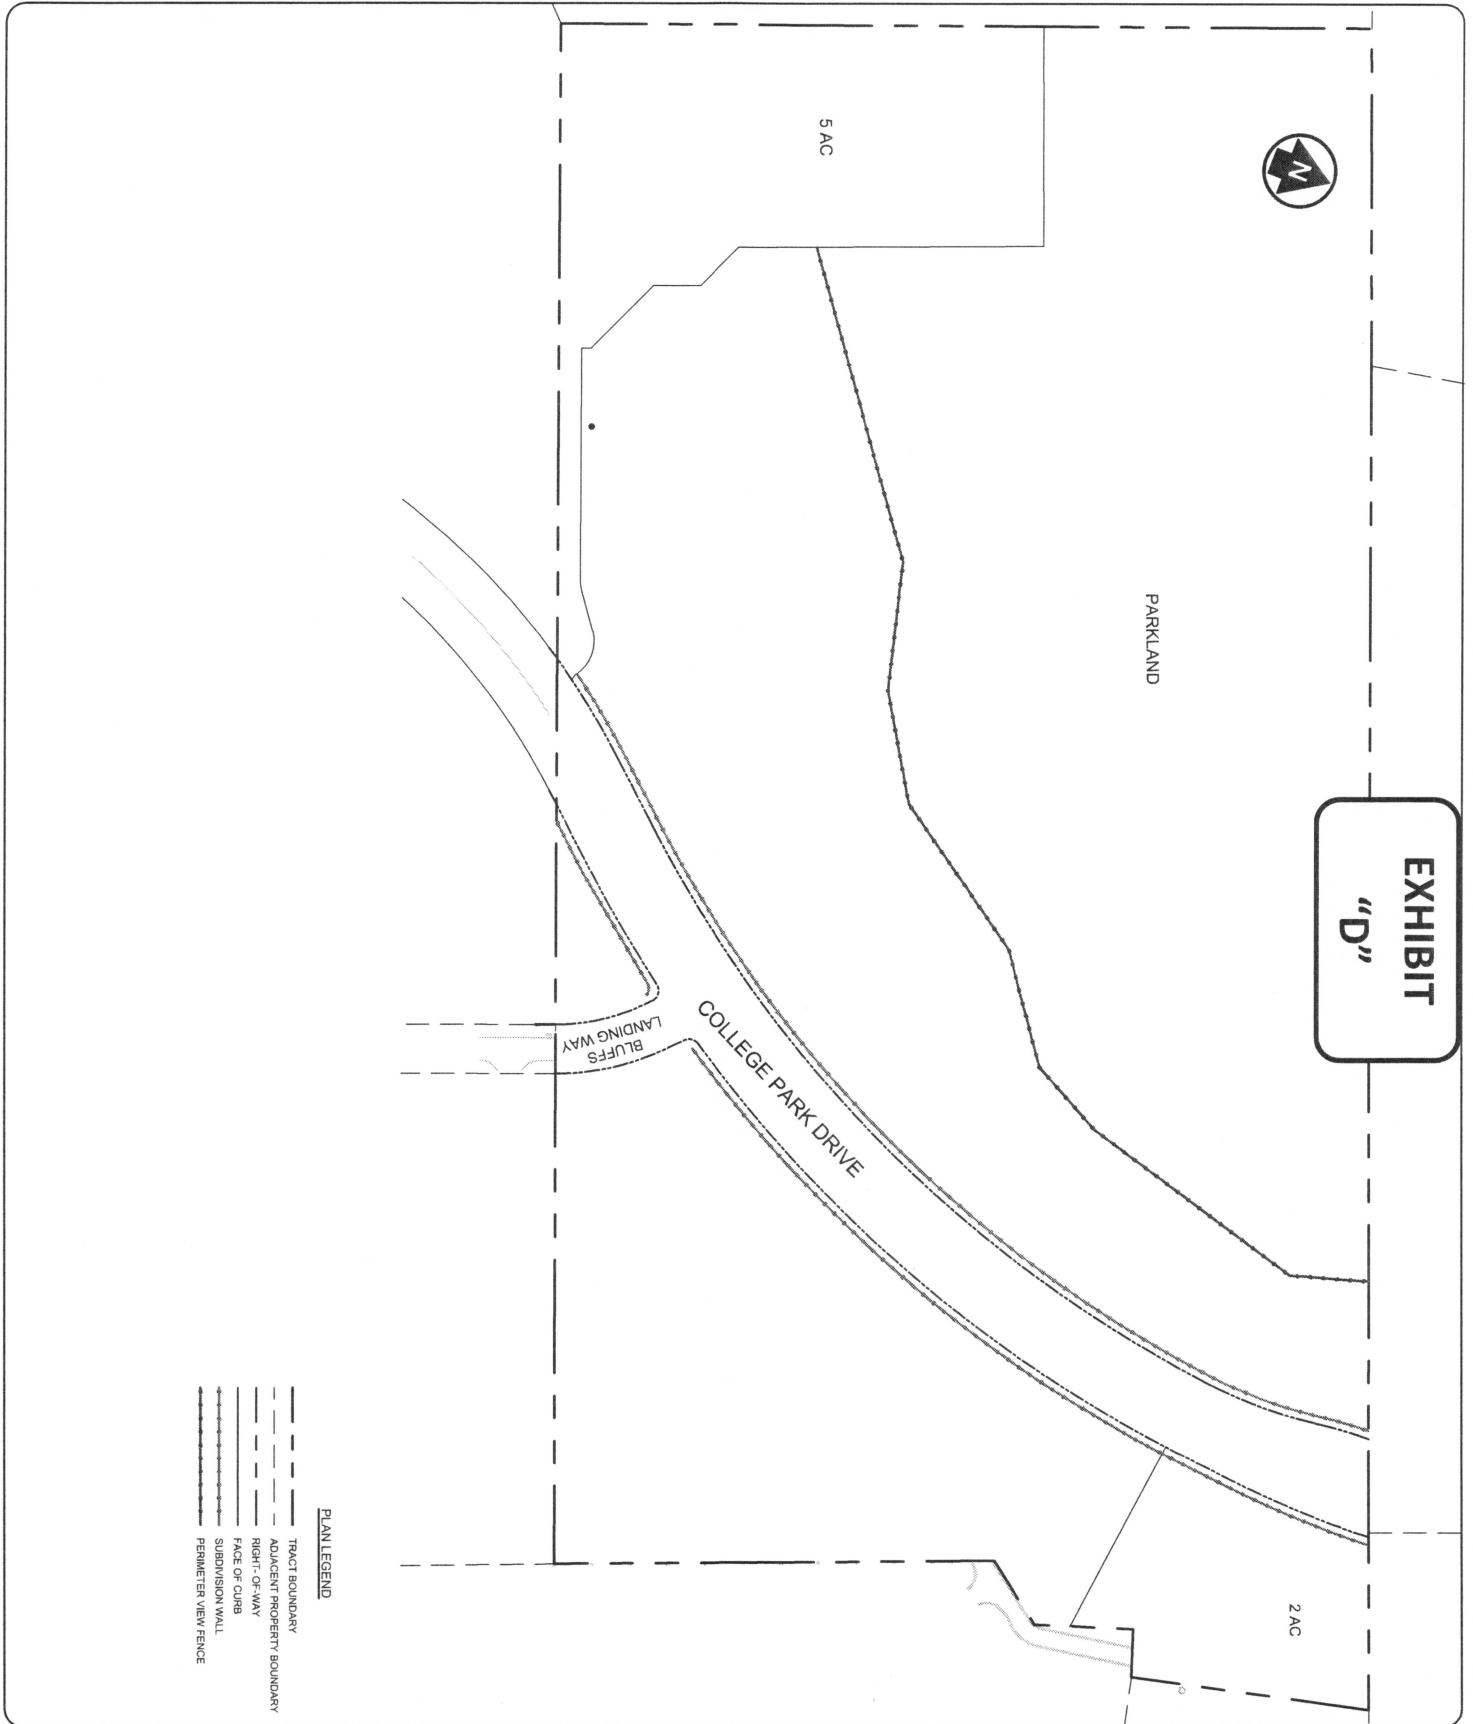 EXHIBIT
“D”
N
5 AC
PARKLAND
COLLEGE PARK DRIVE
BLUFFS
LANDING WAY
2 AC
PLAN LEGEND
TRACT BOUNDARY
ADJACENT PROPERTY BOUNDARY
RIGHT- OF-WAY
FACE OF CURB
SUBDIVISION WALL
PERIMETER VIEW FENCE